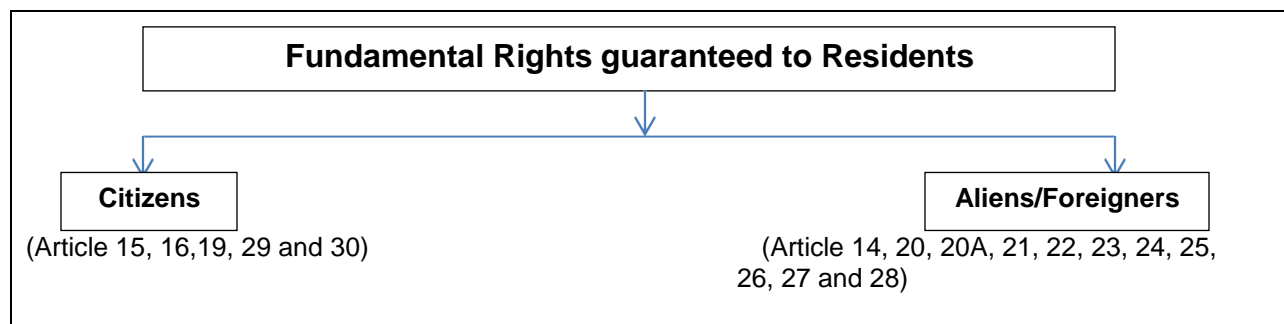 Fundamental Rights guaranteed to Residents
Citizens
(Article 15, 16,19, 29 and 30)
Aliens/Foreigners
(Article 14, 20, 20A, 21, 22, 23, 24, 25,
26, 27 and 28)